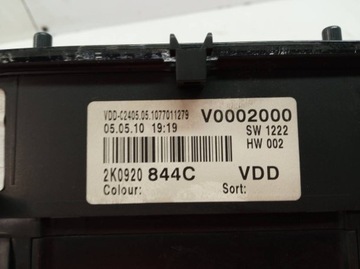 VDD-C2405.05.1077011279 V0002000
05.05.10 19:19 SW 1222
HW 002
2K0920 844C VDD
Colour: Sort: